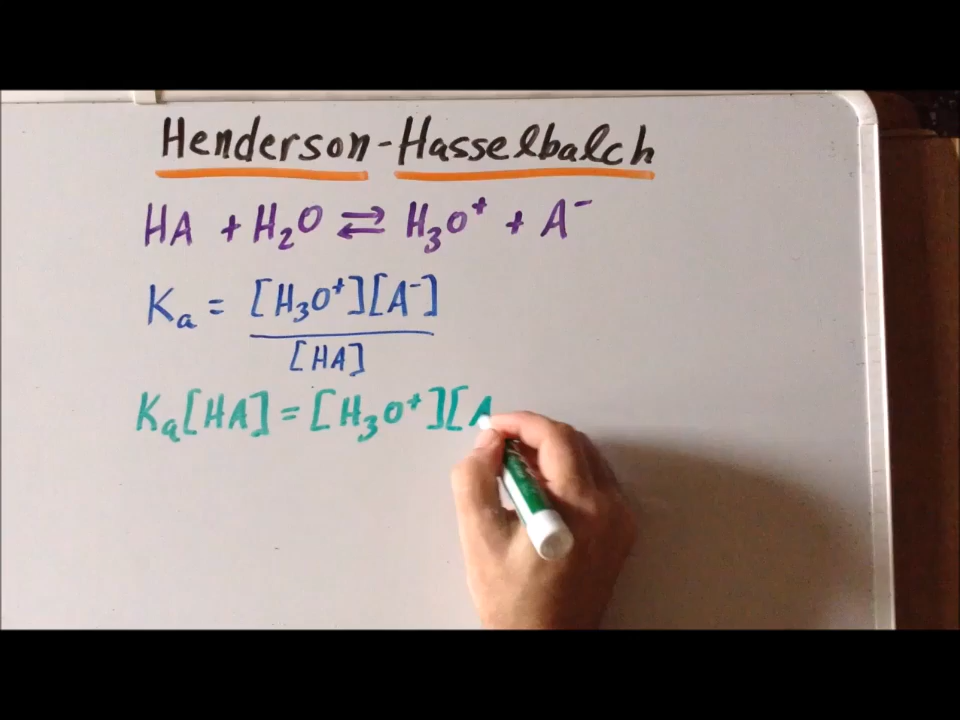 Henderson-Hasselbalch
HA + H₂O ⇄ H₃O⁺ + A⁻
Kₐ = [H₃O⁺][A⁻]
[HA]
Kₐ[HA] = [H₃O⁺][A